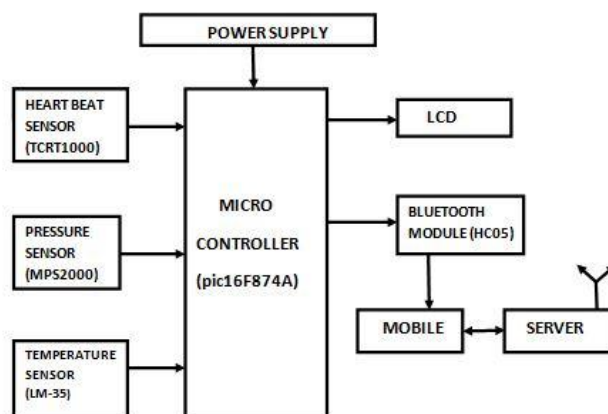 POWER SUPPLY
HEART BEAT
SENSOR
(TCRT1000)
PRESSURE
SENSOR
(MPS2000)
TEMPERATURE
SENSOR
(LM-35)
MICRO
CONTROLLER
(pic16F874A)
LCD
BLUETOOTH
MODULE (HC05)
MOBILE
SERVER